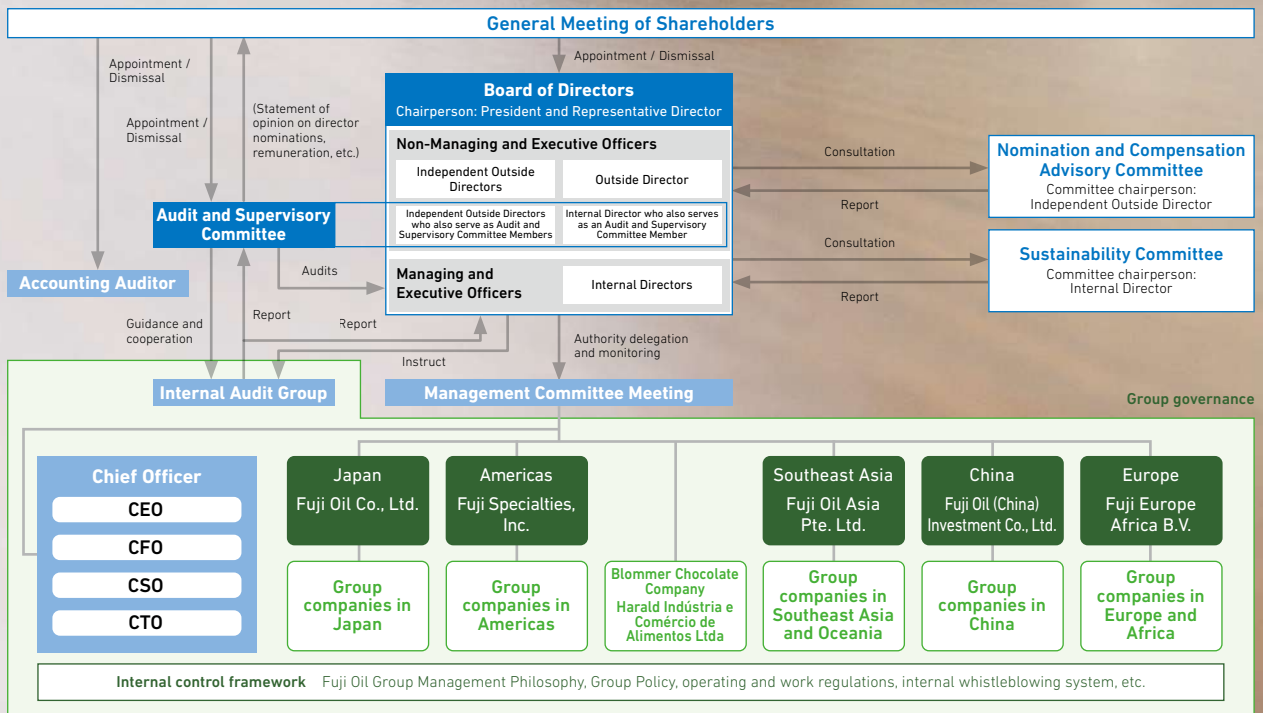 General Meeting of Shareholders
Appointment /
Dismissal
Appointment /
Dismissal
(Statement of
opinion on director
nominations,
remuneration, etc.)
Appointment / Dismissal
Board of Directors
Chairperson: President and Representative Director
Non-Managing and Executive Officers
Independent Outside
Directors
Outside Director
Independent Outside Directors
who also serve as Audit and
Supervisory Committee Members
Internal Director who also serves
as an Audit and Supervisory
Committee Member
Managing and
Executive Officers
Internal Directors
Consultation
Report
Nomination and Compensation
Advisory Committee
Committee chairperson:
Independent Outside Director
Consultation
Report
Sustainability Committee
Committee chairperson:
Internal Director
Audit and Supervisory
Committee
Accounting Auditor
Audits
Guidance and
cooperation
Report
Report
Instruct
Authority delegation
and monitoring
Internal Audit Group
Management Committee Meeting
Group governance
Chief Officer
CEO
CFO
CSO
CTO
Japan
Fuji Oil Co., Ltd.
Americas
Fuji Specialties,
Inc.
Southeast Asia
Fuji Oil Asia
Pte. Ltd.
China
Fuji Oil (China)
Investment Co., Ltd.
Europe
Fuji Europe
Africa B.V.
Group
companies in
Japan
Group
companies in
Americas
Blommer Chocolate
Company
Harald Indústria e
Comércio de
Alimentos Ltda
Group
companies in
Southeast Asia
and Oceania
Group
companies in
China
Group
companies in
Europe and
Africa
Internal control framework Fuji Oil Group Management Philosophy, Group Policy, operating and work regulations, internal whistleblowing system, etc.